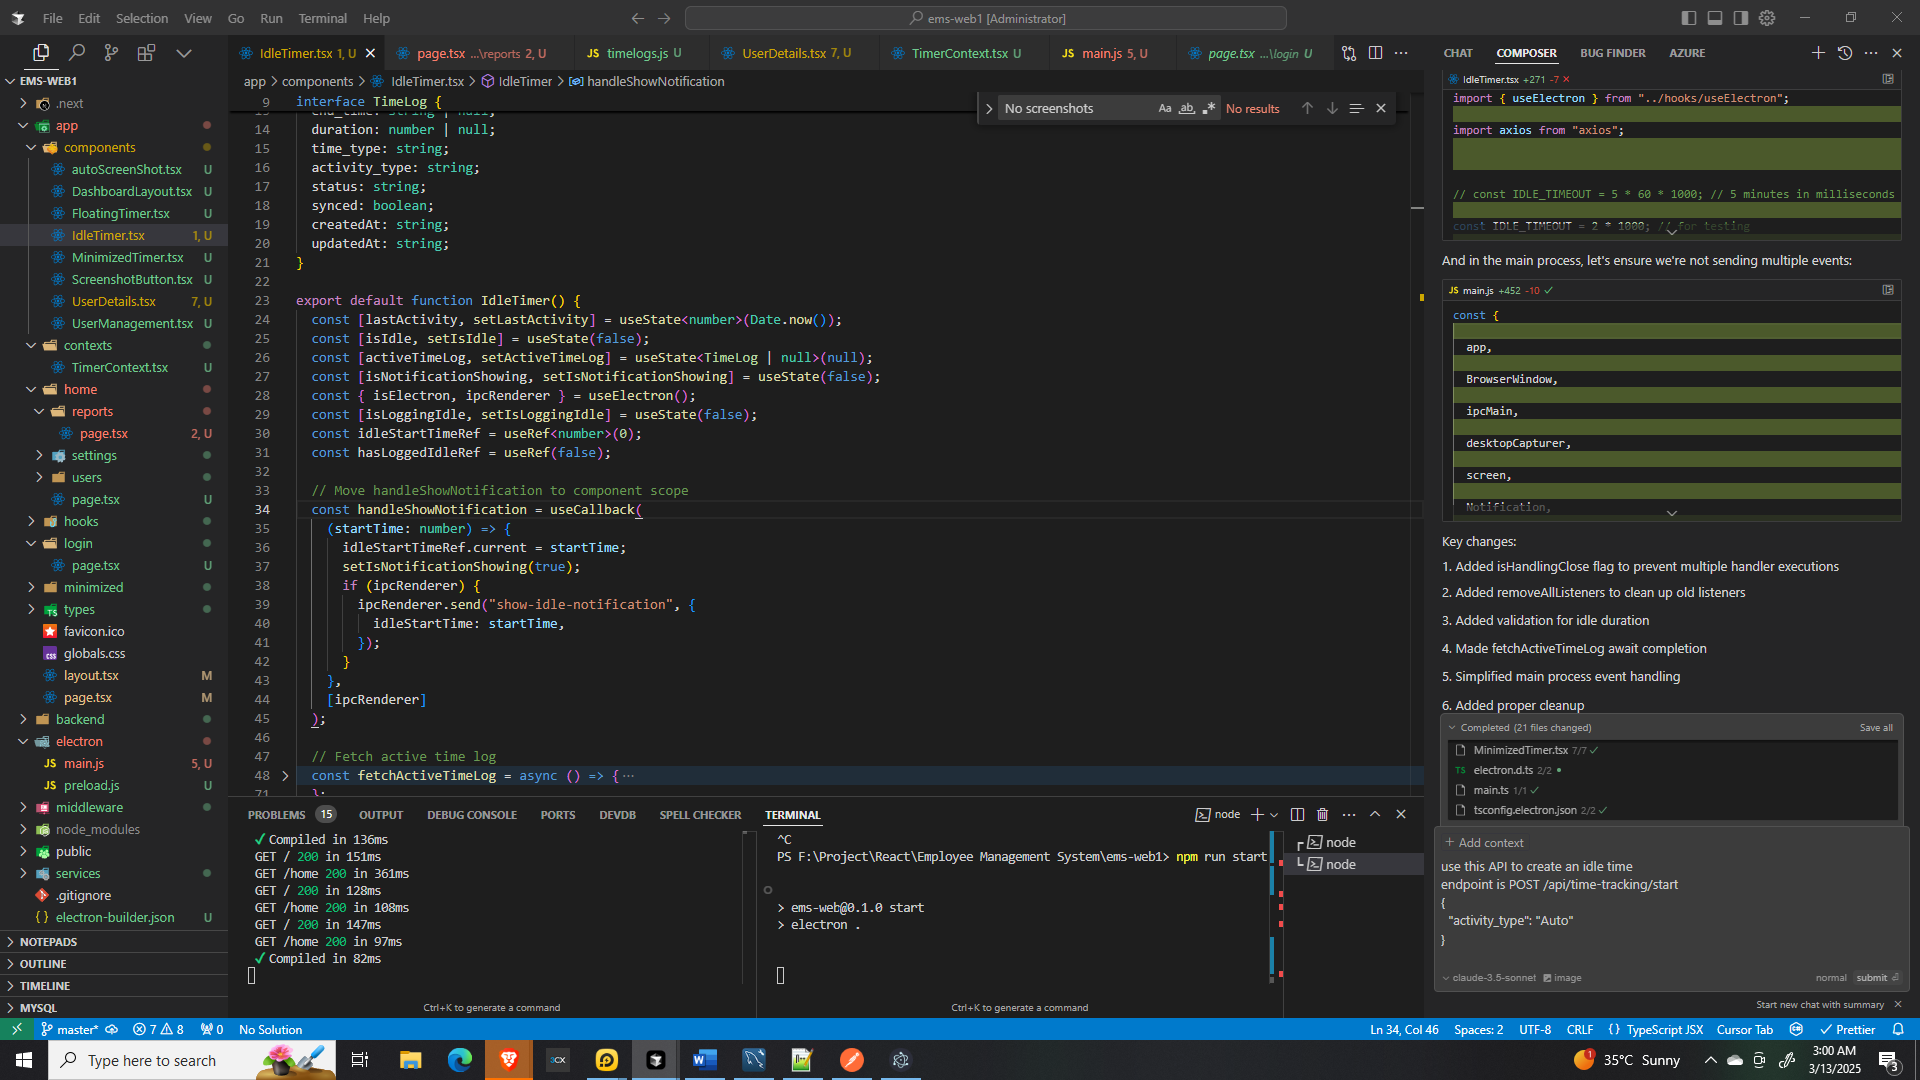 File Edit Selection View Go Run Terminal Help
ems-web1 [Administrator]
IdleTimer.tsx 1, U
page.tsx ...\reports 2, U
timelogs.js U
UserDetails.tsx 7, U
TimerContext.tsx U
main.js 5, U
page.tsx ...\login U
CHAT COMPOSER BUG FINDER AZURE
EMS-WEB1
.next
app
components
autoScreenShot.tsx U
DashboardLayout.tsx U
FloatingTimer.tsx U
IdleTimer.tsx 1, U
MinimizedTimer.tsx U
ScreenshotButton.tsx U
UserDetails.tsx 7, U
UserManagement.tsx U
contexts
TimerContext.tsx U
home
reports
page.tsx 2, U
settings
users
page.tsx U
hooks
login
page.tsx U
minimized
types
favicon.ico
globals.css
layout.tsx M
page.tsx M
backend
electron
main.js 5, U
preload.js U
middleware
node_modules
public
services
.gitignore
electron-builder.json U
NOTEPADS
OUTLINE
TIMELINE
MYSQL
app > components > IdleTimer.tsx > IdleTimer > handleShowNotification
No screenshots Aa ab No results
9 interface TimeLog {
14 duration: number | null;
15 time_type: string;
16 activity_type: string;
17 status: string;
18 synced: boolean;
19 createdAt: string;
20 updatedAt: string;
21 }
22
23 export default function IdleTimer() {
24 const [lastActivity, setLastActivity] = useState<number>(Date.now());
25 const [isIdle, setIsIdle] = useState(false);
26 const [activeTimeLog, setActiveTimeLog] = useState<TimeLog | null>(null);
27 const [isNotificationShowing, setIsNotificationShowing] = useState(false);
28 const { isElectron, ipcRenderer } = useElectron();
29 const [isLoggingIdle, setIsLoggingIdle] = useState(false);
30 const idleStartTimeRef = useRef<number>(0);
31 const hasLoggedIdleRef = useRef(false);
32
33 // Move handleShowNotification to component scope
34 const handleShowNotification = useCallback(
35 (startTime: number) => {
36 idleStartTimeRef.current = startTime;
37 setIsNotificationShowing(true);
38 if (ipcRenderer) {
39 ipcRenderer.send("show-idle-notification", {
40 idleStartTime: startTime,
41 });
42 }
43 },
44 [ipcRenderer]
45 );
46
47 // Fetch active time log
48 const fetchActiveTimeLog = async () => { ...
71 };
PROBLEMS 15 OUTPUT DEBUG CONSOLE PORTS DEVDB SPELL CHECKER TERMINAL
node
✓ Compiled in 136ms
GET / 200 in 151ms
GET /home 200 in 361ms
GET / 200 in 128ms
GET /home 200 in 108ms
GET / 200 in 147ms
GET /home 200 in 97ms
✓ Compiled in 82ms
Ctrl+K to generate a command
^C
PS F:\Project\React\Employee Management System\ems-web1> npm run start
> ems-web@0.1.0 start
> electron .
Ctrl+K to generate a command
node
node
IdleTimer.tsx +271 -7
import { useElectron } from "../hooks/useElectron";
import axios from "axios";
// const IDLE_TIMEOUT = 5 * 60 * 1000; // 5 minutes in milliseconds
const IDLE_TIMEOUT = 2 * 1000; // for testing
And in the main process, let's ensure we're not sending multiple events:
JS main.js +452 -10
const {
app,
BrowserWindow,
ipcMain,
desktopCapturer,
screen,
Notification,
Key changes:
1. Added isHandlingClose flag to prevent multiple handler executions
2. Added removeAllListeners to clean up old listeners
3. Added validation for idle duration
4. Made fetchActiveTimeLog await completion
5. Simplified main process event handling
6. Added proper cleanup
Completed (21 files changed) Save all
MinimizedTimer.tsx 7/7
TS electron.d.ts 2/2
main.ts 1/1
tsconfig.electron.json 2/2
+ Add context
use this API to create an idle time
endpoint is POST /api/time-tracking/start
{
"activity_type": "Auto"
}
claude-3.5-sonnet image normal submit
Start new chat with summary
master* 7 8 0 No Solution
Ln 34, Col 46 Spaces: 2 UTF-8 CRLF {} TypeScript JSX Cursor Tab Prettier
Type here to search
35°C Sunny
3:00 AM
3/13/2025
3